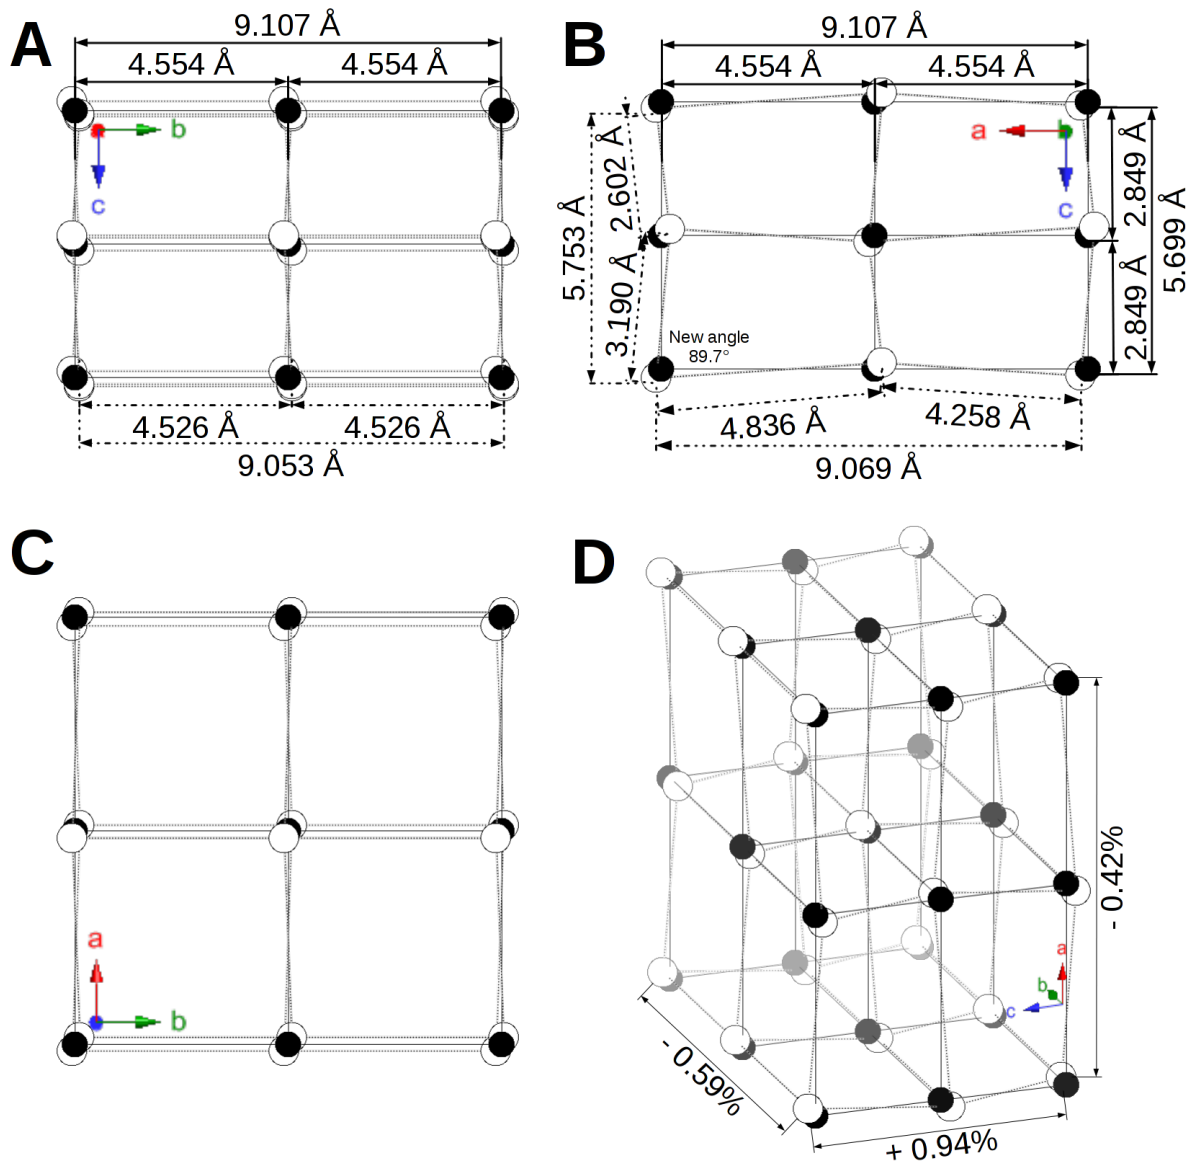 A
9.107 Å
4.554 Å 4.554 Å
b
c
4.526 Å 4.526 Å
9.053 Å
B
9.107 Å
4.554 Å 4.554 Å
a b
c
5.753 Å
2.602 Å
3.190 Å
2.849 Å
2.849 Å
5.699 Å
New angle
89.7°
4.836 Å 4.258 Å
9.069 Å
C
a
b
D
a
b
c
- 0.42%
- 0.59%
+ 0.94%